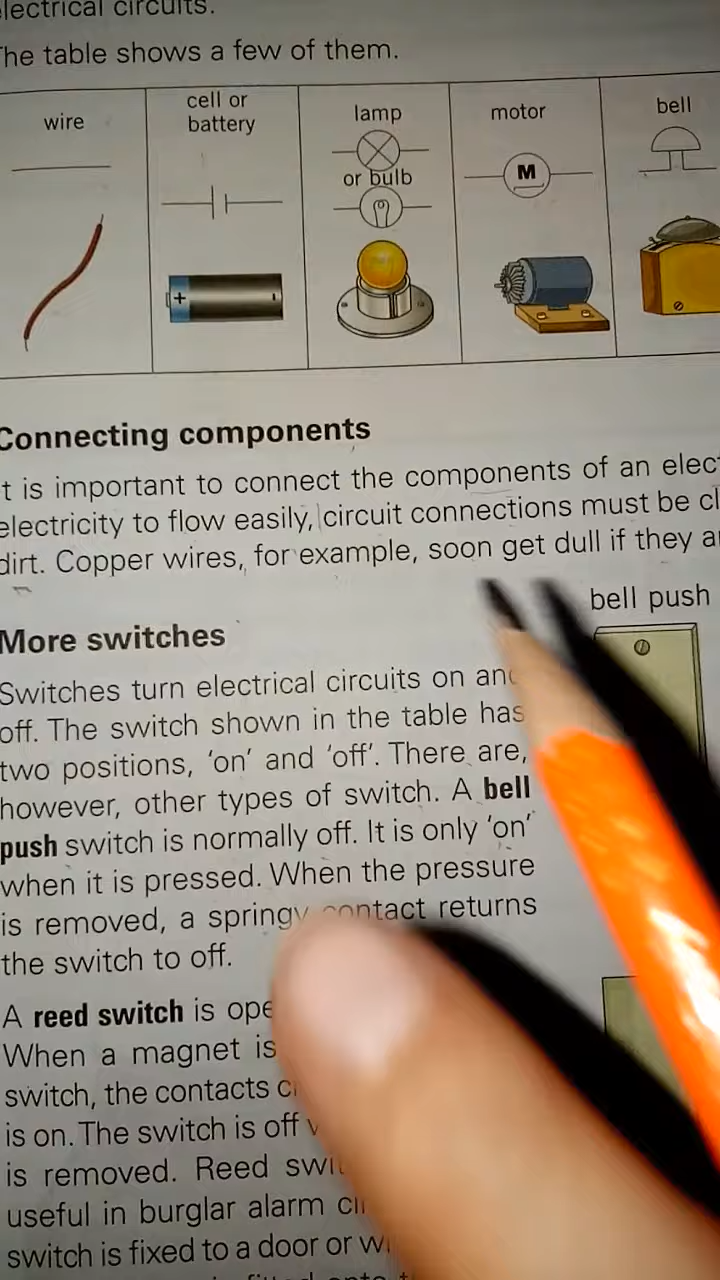 electrical circuits.
The table shows a few of them.
wire
cell or
battery
lamp
or bulb
motor
M
bell
+
-
Connecting components
t is important to connect the components of an elec
electricity to flow easily, circuit connections must be cl
dirt. Copper wires, for example, soon get dull if they a
bell push
More switches
Switches turn electrical circuits on and
off. The switch shown in the table has
two positions, 'on' and 'off'. There are,
however, other types of switch. A bell
push switch is normally off. It is only 'on'
when it is pressed. When the pressure
is removed, a springy contact returns
the switch to off.
A reed switch is ope
When a magnet is
switch, the contacts c
is on. The switch is off
is removed. Reed swit
useful in burglar alarm
switch is fixed to a door or